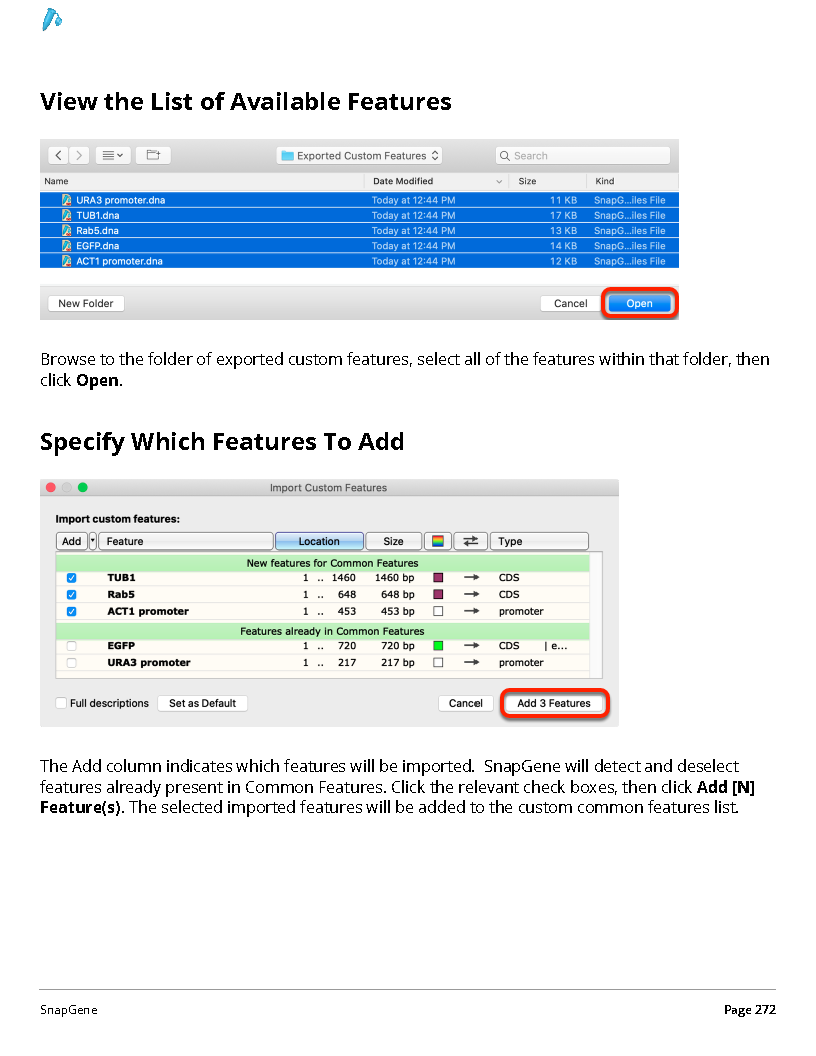 View the List of Available Features
Exported Custom Features
Search
Name Date Modified Size Kind
URA3 promoter.dna Today at 12:44 PM 11 KB SnapG...iles File
TUB1.dna Today at 12:44 PM 17 KB SnapG...iles File
Rab5.dna Today at 12:44 PM 13 KB SnapG...iles File
EGFP.dna Today at 12:44 PM 14 KB SnapG...iles File
ACT1 promoter.dna Today at 12:44 PM 12 KB SnapG...iles File
New Folder Cancel Open
Browse to the folder of exported custom features, select all of the features within that folder, then
click Open.
Specify Which Features To Add
Import Custom Features
Import custom features:
Add Feature Location Size Type
New features for Common Features
TUB1 1 .. 1460 1460 bp CDS
Rab5 1 .. 648 648 bp CDS
ACT1 promoter 1 .. 453 453 bp promoter
Features already in Common Features
EGFP 1 .. 720 720 bp CDS | e...
URA3 promoter 1 .. 217 217 bp promoter
Full descriptions Set as Default Cancel Add 3 Features
The Add column indicates which features will be imported.  SnapGene will detect and deselect
features already present in Common Features. Click the relevant check boxes, then click Add [N]
Feature(s). The selected imported features will be added to the custom common features list.
SnapGene Page 272